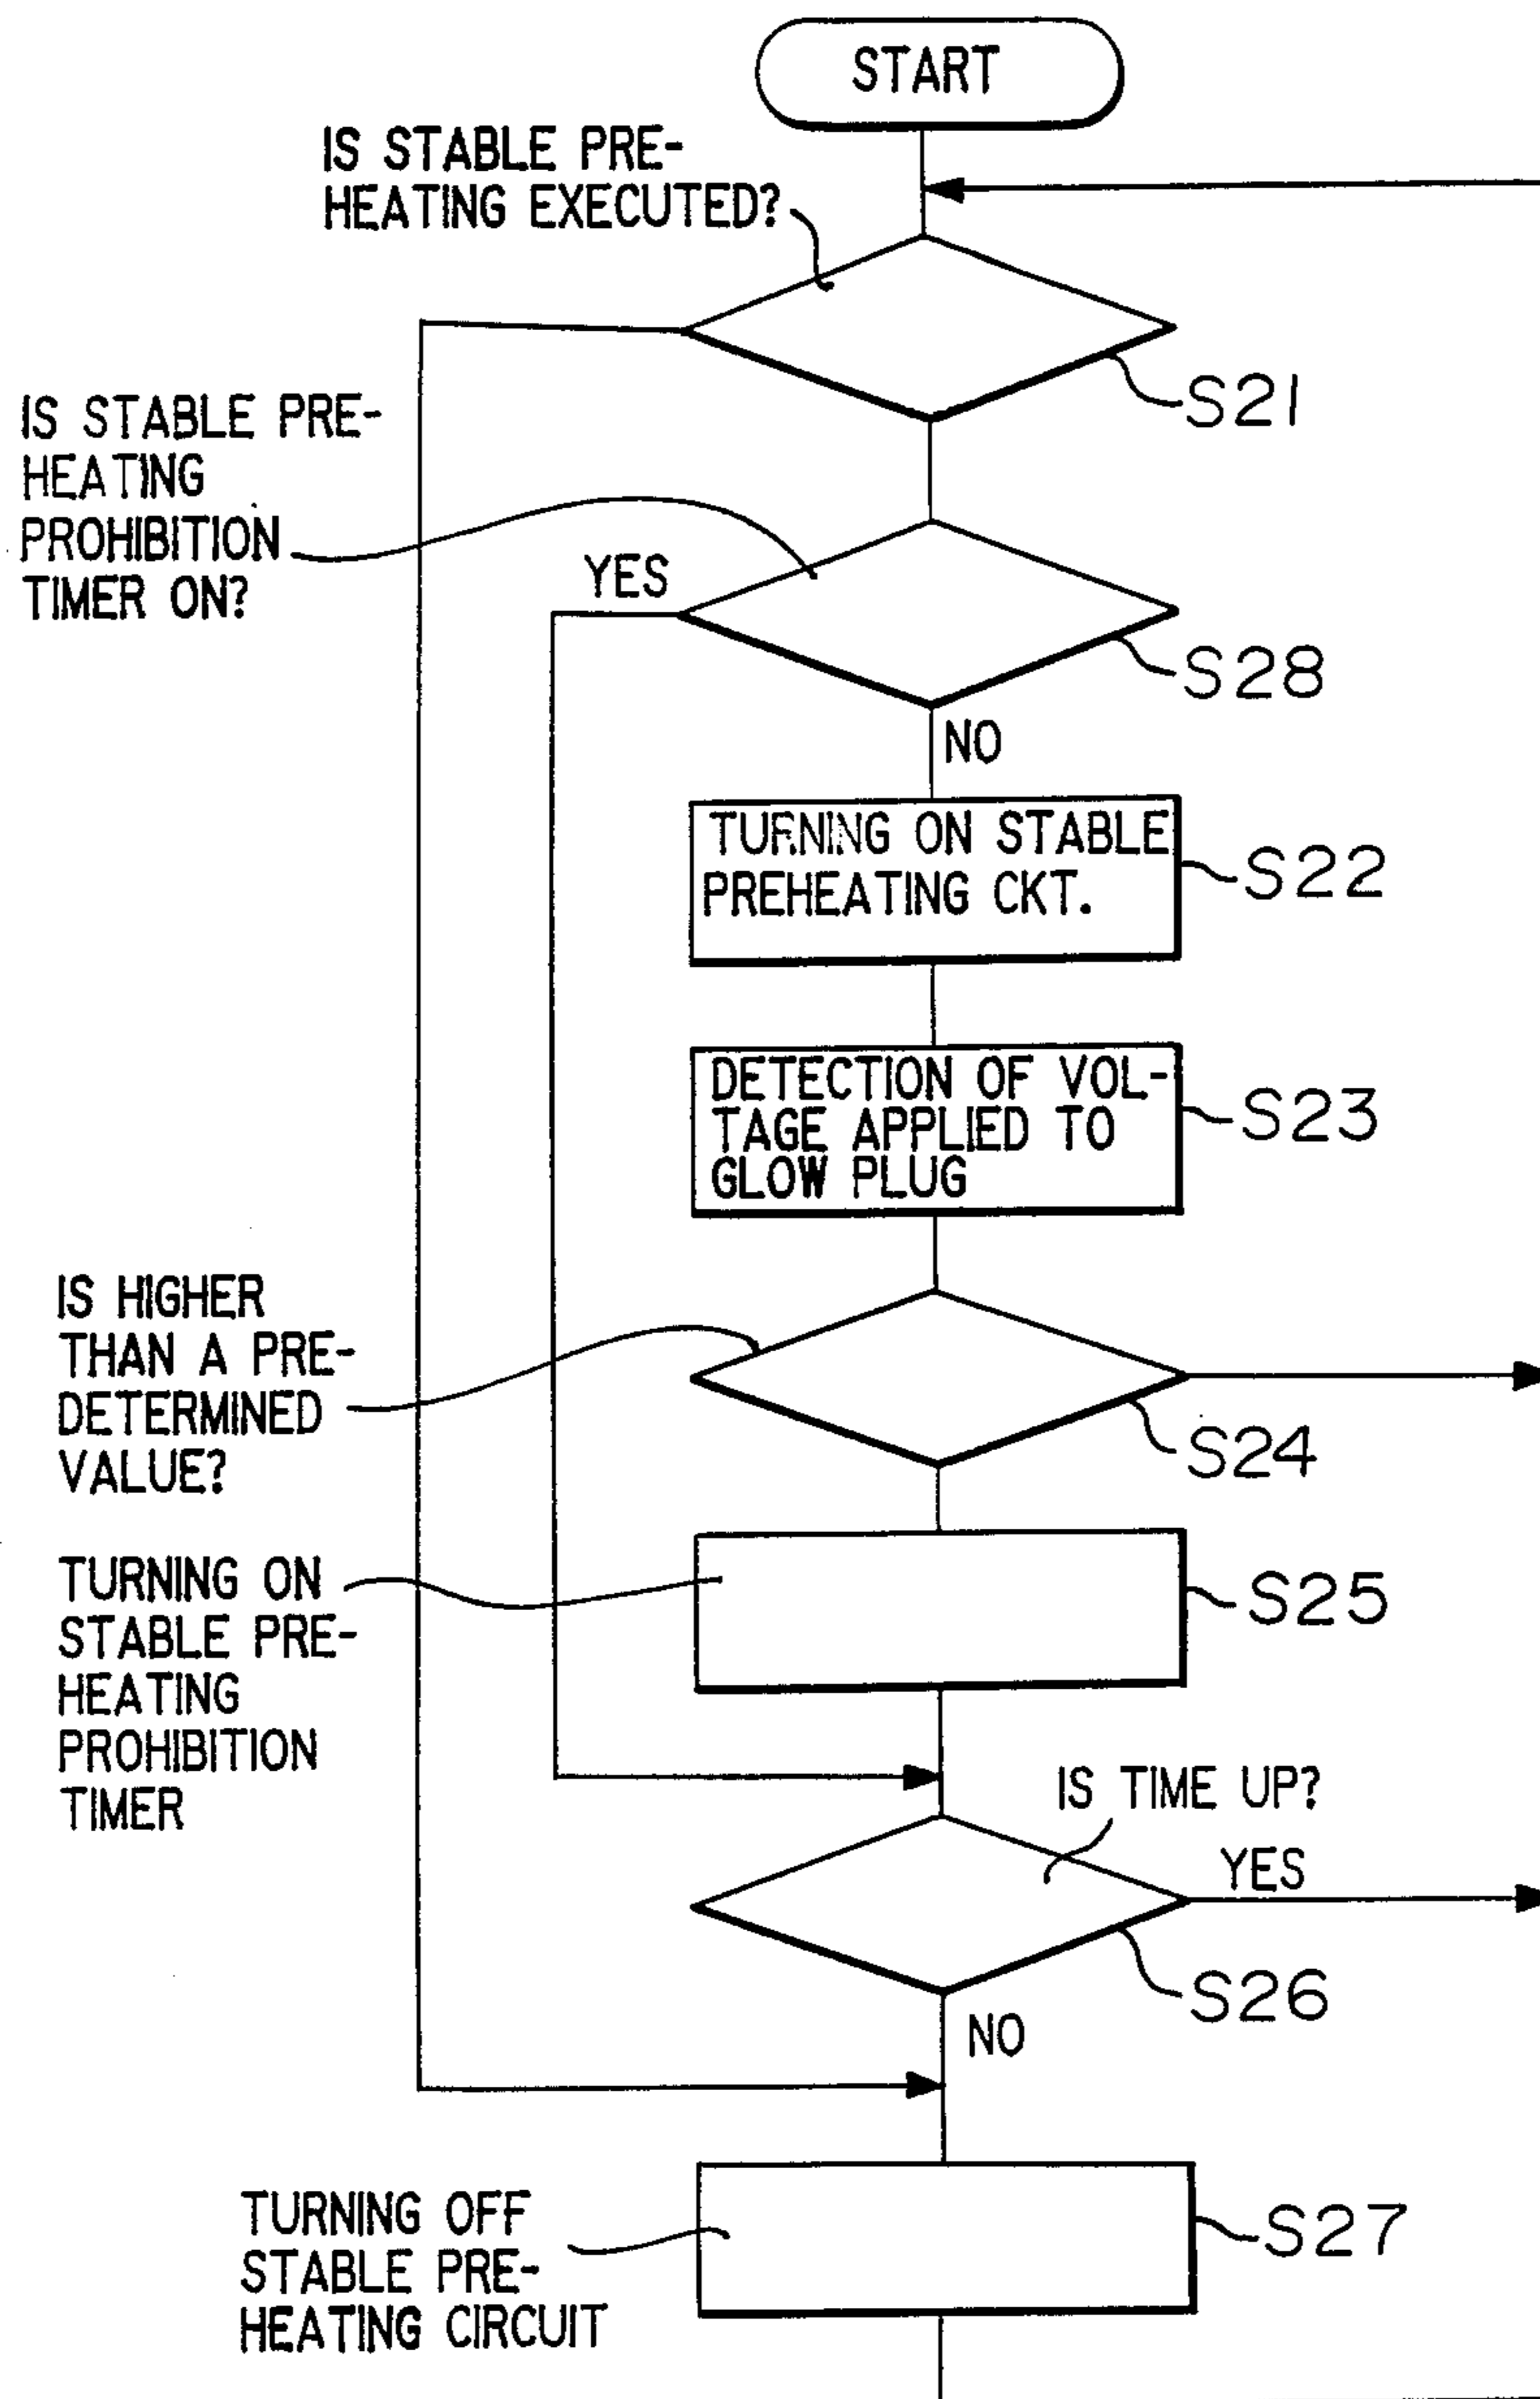 START
IS STABLE PRE-
HEATING EXECUTED?
S21
IS STABLE PRE-
HEATING
PROHIBITION
TIMER ON?
YES
S28
NO
TURNING ON STABLE
PREHEATING CKT.
S22
DETECTION OF VOL-
TAGE APPLIED TO
GLOW PLUG
S23
IS HIGHER
THAN A PRE-
DETERMINED
VALUE?
S24
TURNING ON
STABLE PRE-
HEATING
PROHIBITION
TIMER
S25
IS TIME UP?
YES
S26
NO
TURNING OFF
STABLE PRE-
HEATING CIRCUIT
S27